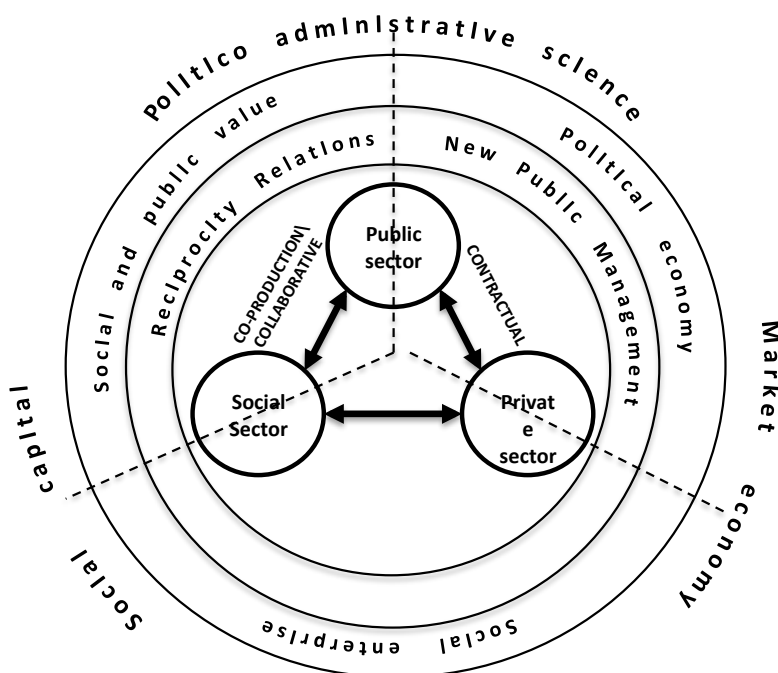 PolItIco admInIstratIve scIence
Social and public value
PolItIcal economy
ReciprocIty RelatIons
New PublIc Management
Public
sector
CO-PRODUCTION\
COLLABORATIVE
CONTRACTUAL
Social
Sector
Privat
e
sector
Market economy
SocIal capItal
SocIal enterpIse